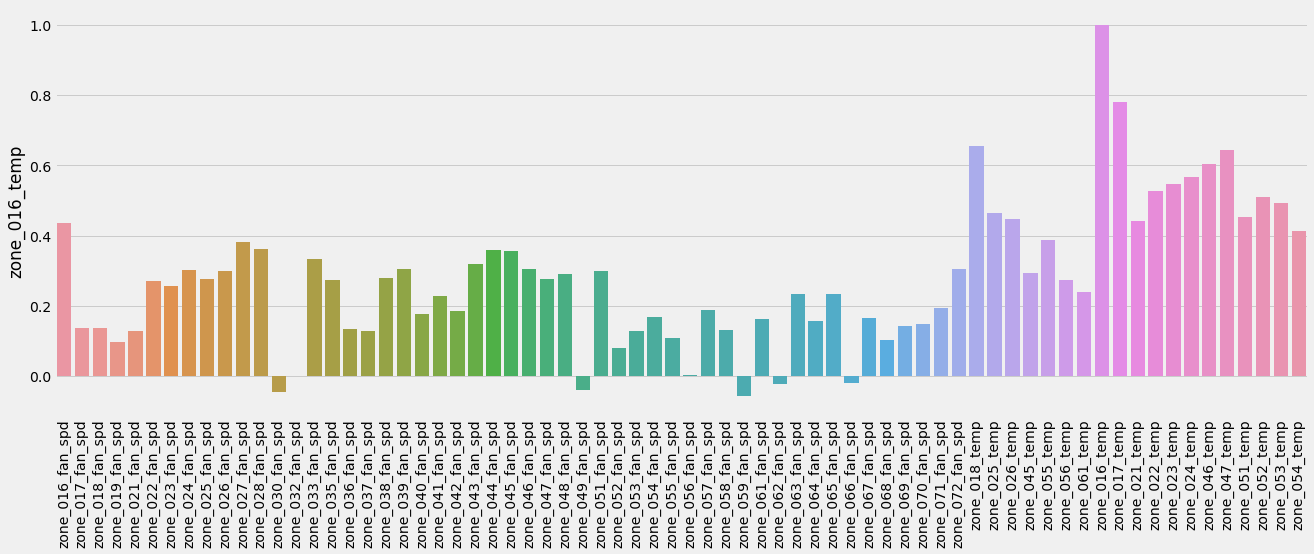 1.0
0.8
0.6
0.4
0.2
0.0
zone_016_temp
zone_016_fan_spd
zone_017_fan_spd
zone_018_fan_spd
zone_019_fan_spd
zone_021_fan_spd
zone_022_fan_spd
zone_023_fan_spd
zone_024_fan_spd
zone_025_fan_spd
zone_026_fan_spd
zone_027_fan_spd
zone_028_fan_spd
zone_030_fan_spd
zone_032_fan_spd
zone_033_fan_spd
zone_035_fan_spd
zone_036_fan_spd
zone_037_fan_spd
zone_038_fan_spd
zone_039_fan_spd
zone_040_fan_spd
zone_041_fan_spd
zone_042_fan_spd
zone_043_fan_spd
zone_044_fan_spd
zone_045_fan_spd
zone_046_fan_spd
zone_047_fan_spd
zone_048_fan_spd
zone_049_fan_spd
zone_051_fan_spd
zone_052_fan_spd
zone_053_fan_spd
zone_054_fan_spd
zone_055_fan_spd
zone_056_fan_spd
zone_057_fan_spd
zone_058_fan_spd
zone_059_fan_spd
zone_061_fan_spd
zone_062_fan_spd
zone_063_fan_spd
zone_064_fan_spd
zone_065_fan_spd
zone_066_fan_spd
zone_067_fan_spd
zone_068_fan_spd
zone_069_fan_spd
zone_070_fan_spd
zone_071_fan_spd
zone_072_fan_spd
zone_018_temp
zone_025_temp
zone_026_temp
zone_045_temp
zone_055_temp
zone_056_temp
zone_061_temp
zone_016_temp
zone_017_temp
zone_021_temp
zone_022_temp
zone_023_temp
zone_024_temp
zone_046_temp
zone_047_temp
zone_051_temp
zone_052_temp
zone_053_temp
zone_054_temp